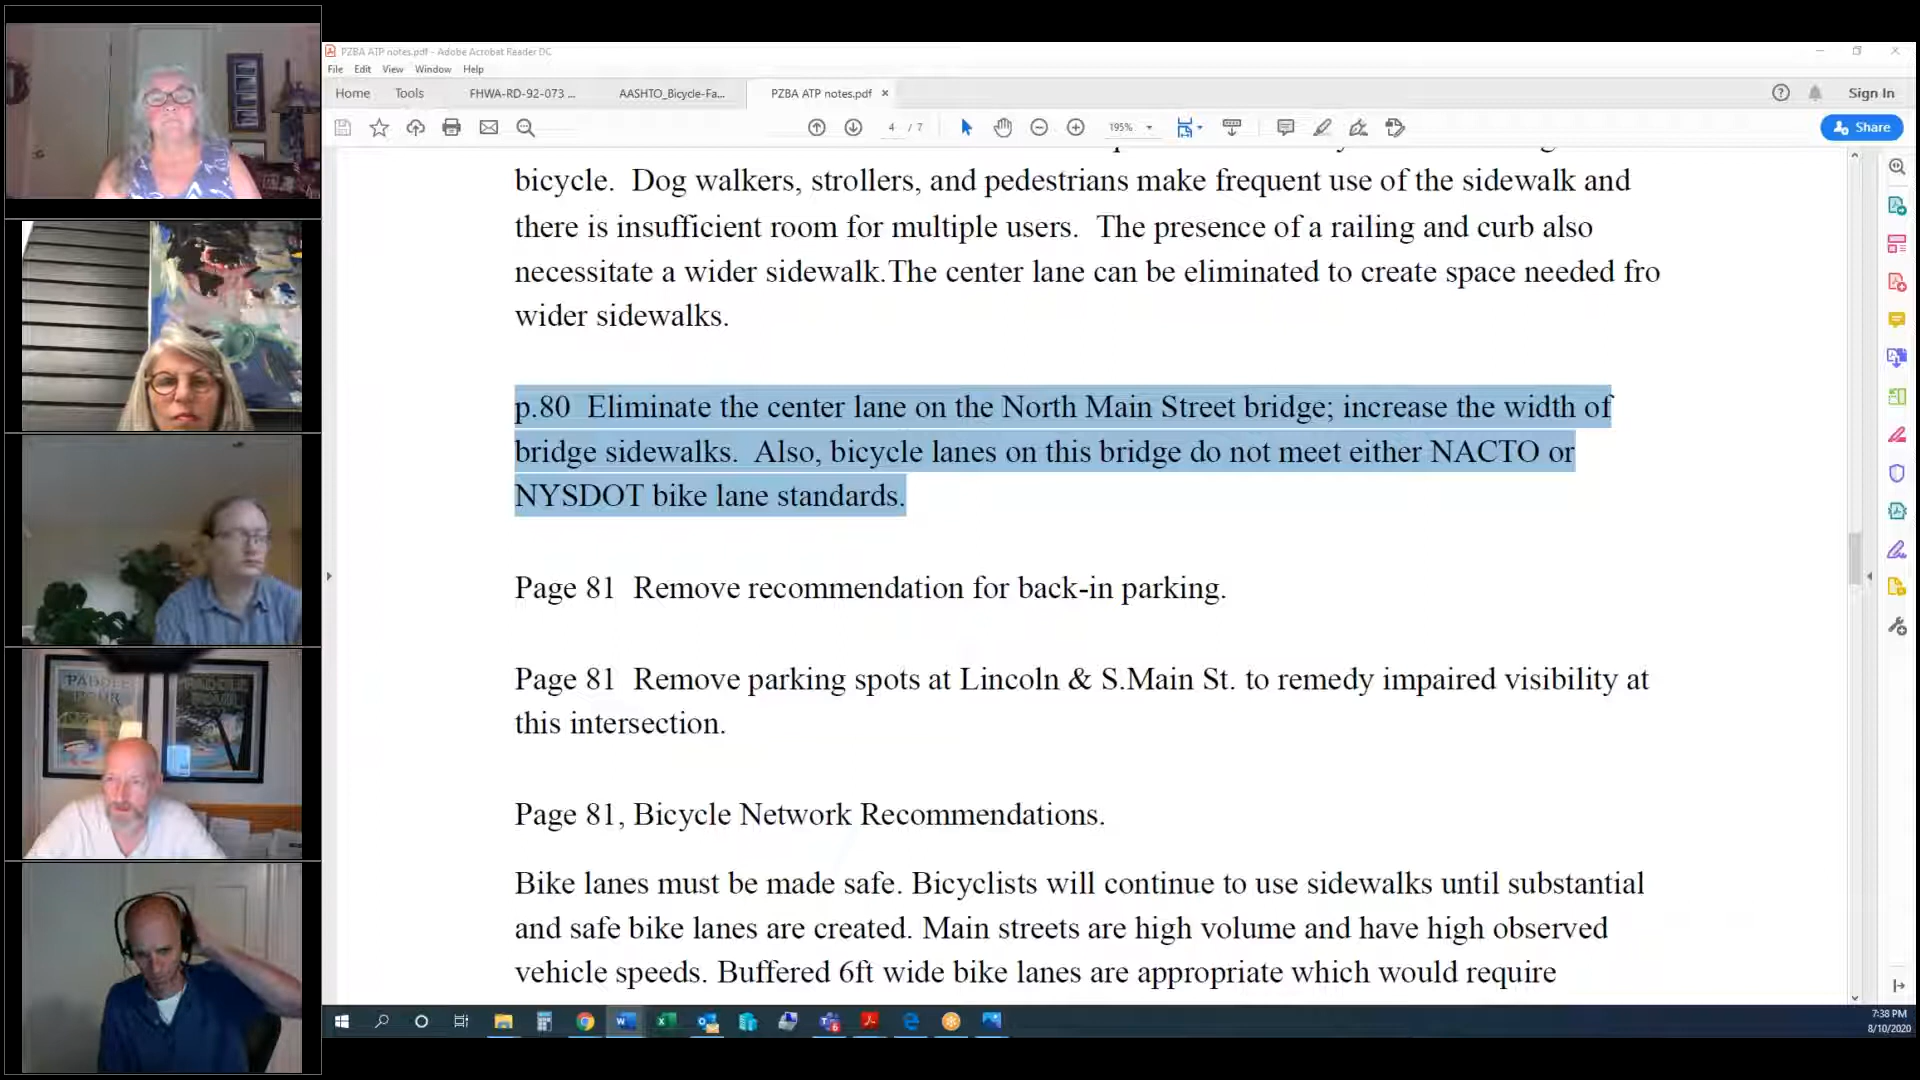 PZBA ATP notes.pdf - Adobe Acrobat Reader DC
File Edit View Window Help
Home Tools FHWA-RD-92-073 ... AASHTO_Bicycle-Fa... PZBA ATP notes.pdf × Sign In
4 / 7 195% Share
bicycle. Dog walkers, strollers, and pedestrians make frequent use of the sidewalk and
there is insufficient room for multiple users. The presence of a railing and curb also
necessitate a wider sidewalk.The center lane can be eliminated to create space needed fro
wider sidewalks.
p.80 Eliminate the center lane on the North Main Street bridge; increase the width of
bridge sidewalks. Also, bicycle lanes on this bridge do not meet either NACTO or
NYSDOT bike lane standards.
Page 81 Remove recommendation for back-in parking.
Page 81 Remove parking spots at Lincoln & S.Main St. to remedy impaired visibility at
this intersection.
Page 81, Bicycle Network Recommendations.
Bike lanes must be made safe. Bicyclists will continue to use sidewalks until substantial
and safe bike lanes are created. Main streets are high volume and have high observed
vehicle speeds. Buffered 6ft wide bike lanes are appropriate which would require
7:38 PM
8/10/2020